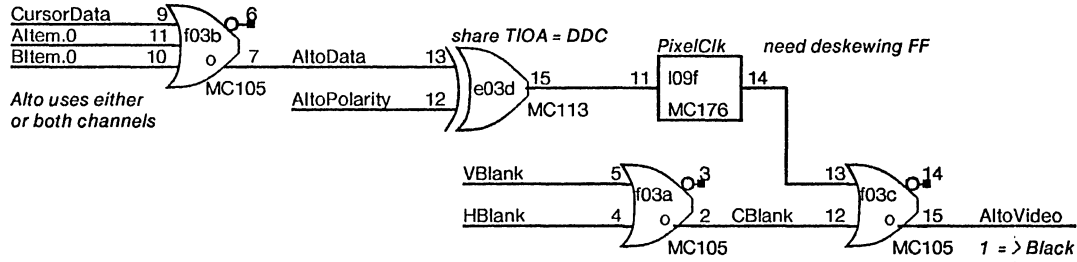 CursorData 9 f03b 6
AItem.0 11
BItem.0 10 o 7 AltoData 13
MC105
Alto uses either
or both channels
AltoPolarity 12
share TIOA = DDC
e03d 15
MC113
PixelClk
11 I09f 14
MC176
need deskewing FF
VBlank 5 f03a 3
HBlank 4 o 2 CBlank 12
MC105
13 f03c 14
o 15 AltoVideo
MC105 1 = > Black